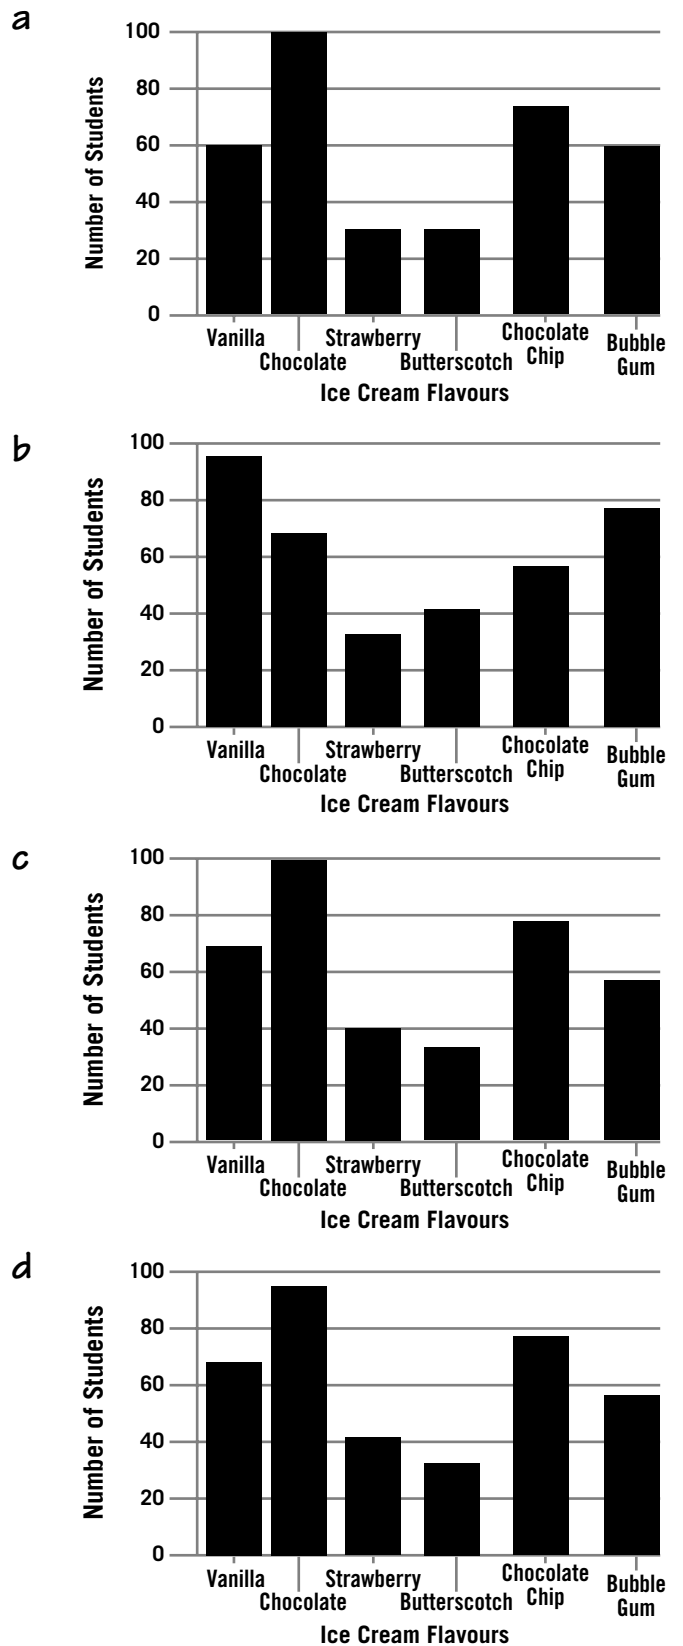 a
Number of Students
100
80
60
40
20
0
Vanilla
Chocolate
Strawberry
Butterscotch
Chocolate
Chip
Bubble
Gum
Ice Cream Flavours
b
Number of Students
100
80
60
40
20
0
Vanilla
Chocolate
Strawberry
Butterscotch
Chocolate
Chip
Bubble
Gum
Ice Cream Flavours
c
Number of Students
100
80
60
40
20
0
Vanilla
Chocolate
Strawberry
Butterscotch
Chocolate
Chip
Bubble
Gum
Ice Cream Flavours
d
Number of Students
100
80
60
40
20
0
Vanilla
Chocolate
Strawberry
Butterscotch
Chocolate
Chip
Bubble
Gum
Ice Cream Flavours